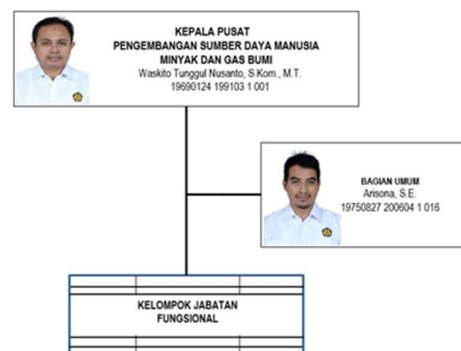 KEPALA PUSAT
PENGEMBANGAN SUMBER DAYA MANUSIA
MINYAK DAN GAS BUMI
Waskito Tunggul Nusanto, S.Kom., M.T.
19690124 199103 1 001
BAGIAN UMUM
Arisona, S.E.
19750827 200604 1 016
KELOMPOK JABATAN
FUNGSIONAL